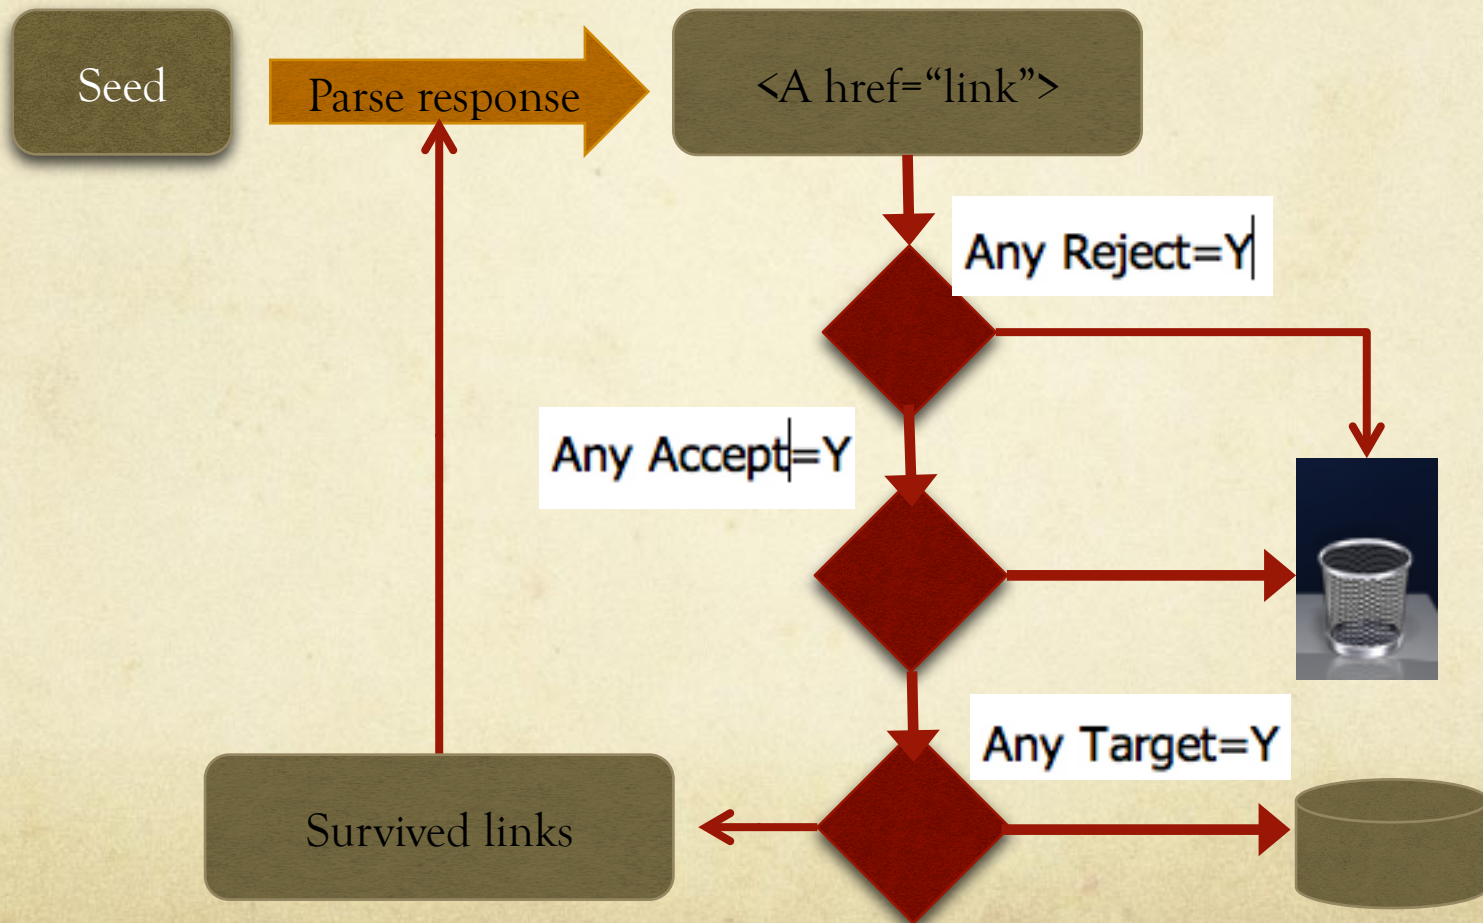 Seed
Parse response
<A href=“link”>
Any Reject=Y
Any Accept=Y
Any Target=Y
Survived links